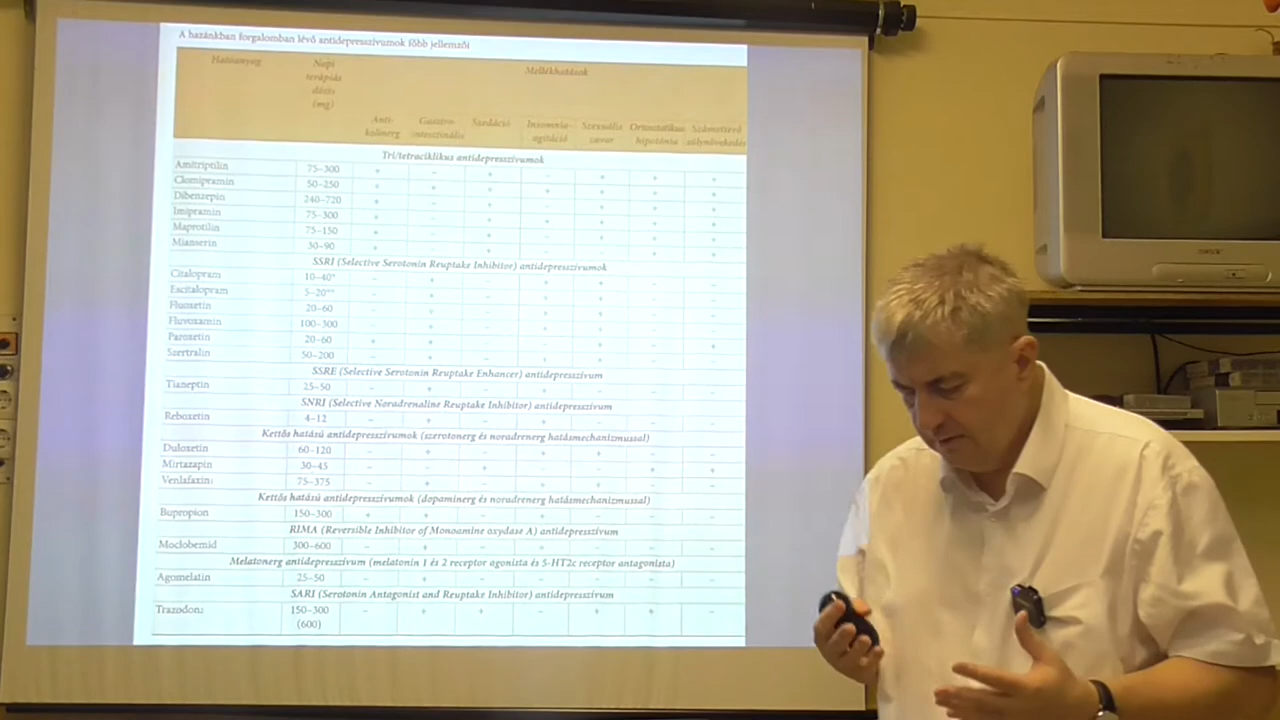 A hazánkban forgalomban lévő antidepresszívumok főbb jellemzői
Hatóanyag Napi terápiás dózis (mg) Mellékhatások
Anti-kolinerg Gasztro-intesztinális Szedáció Insomnia-agitáció Szexuális zavar Ortosztatikus hipotónia Számottevő súlynövekedés
Tri/tetraciklikus antidepresszívumok
Amitriptilin 75–300 + – + – + + +
Clomipramin 50–250 + + + – + + +
Dibenzepin 240–720 + – + + + + +
Imipramin 75–300 +
Maprotilin 75–150 +
Mianserin 30–90 +
SSRI (Selective Serotonin Reuptake Inhibitor) antidepresszívumok
Citalopram 10–40* – + – + + –
Escitalopram 5–20** – + – + + –
Fluoxetin 20–60 – + – + + –
Fluvoxamin 100–300 – + – +
Paroxetin 20–60 + + – – + – +
Szertralin 50–200 – + – + + – –
SSRE (Selective Serotonin Reuptake Enhancer) antidepresszívum
Tianeptin 25–50 – + – + – – –
SNRI (Selective Noradrenaline Reuptake Inhibitor) antidepresszívum
Reboxetin 4–12 – + – + – – –
Kettős hatású antidepresszívumok (szerotonerg és noradrenerg hatásmechanizmussal)
Duloxetin 60–120 – + – + + – –
Mirtazapin 30–45 – – + – – + +
Venlafaxin 75–375 – + – + + – –
Kettős hatású antidepresszívumok (dopaminerg és noradrenerg hatásmechanizmussal)
Bupropion 150–300 + + – + – – –
RIMA (Reversible Inhibitor of Monoamine oxydase A) antidepresszívum
Moclobemid 300–600 – + – + – – –
Melatonerg antidepresszívum (melatonin 1 és 2 receptor agonista és 5-HT2c receptor antagonista)
Agomelatin 25–50 – + – – – – –
SARI (Serotonin Antagonist and Reuptake Inhibitor) antidepresszívum
Trazodon 150–300 (600) – + + – + + –